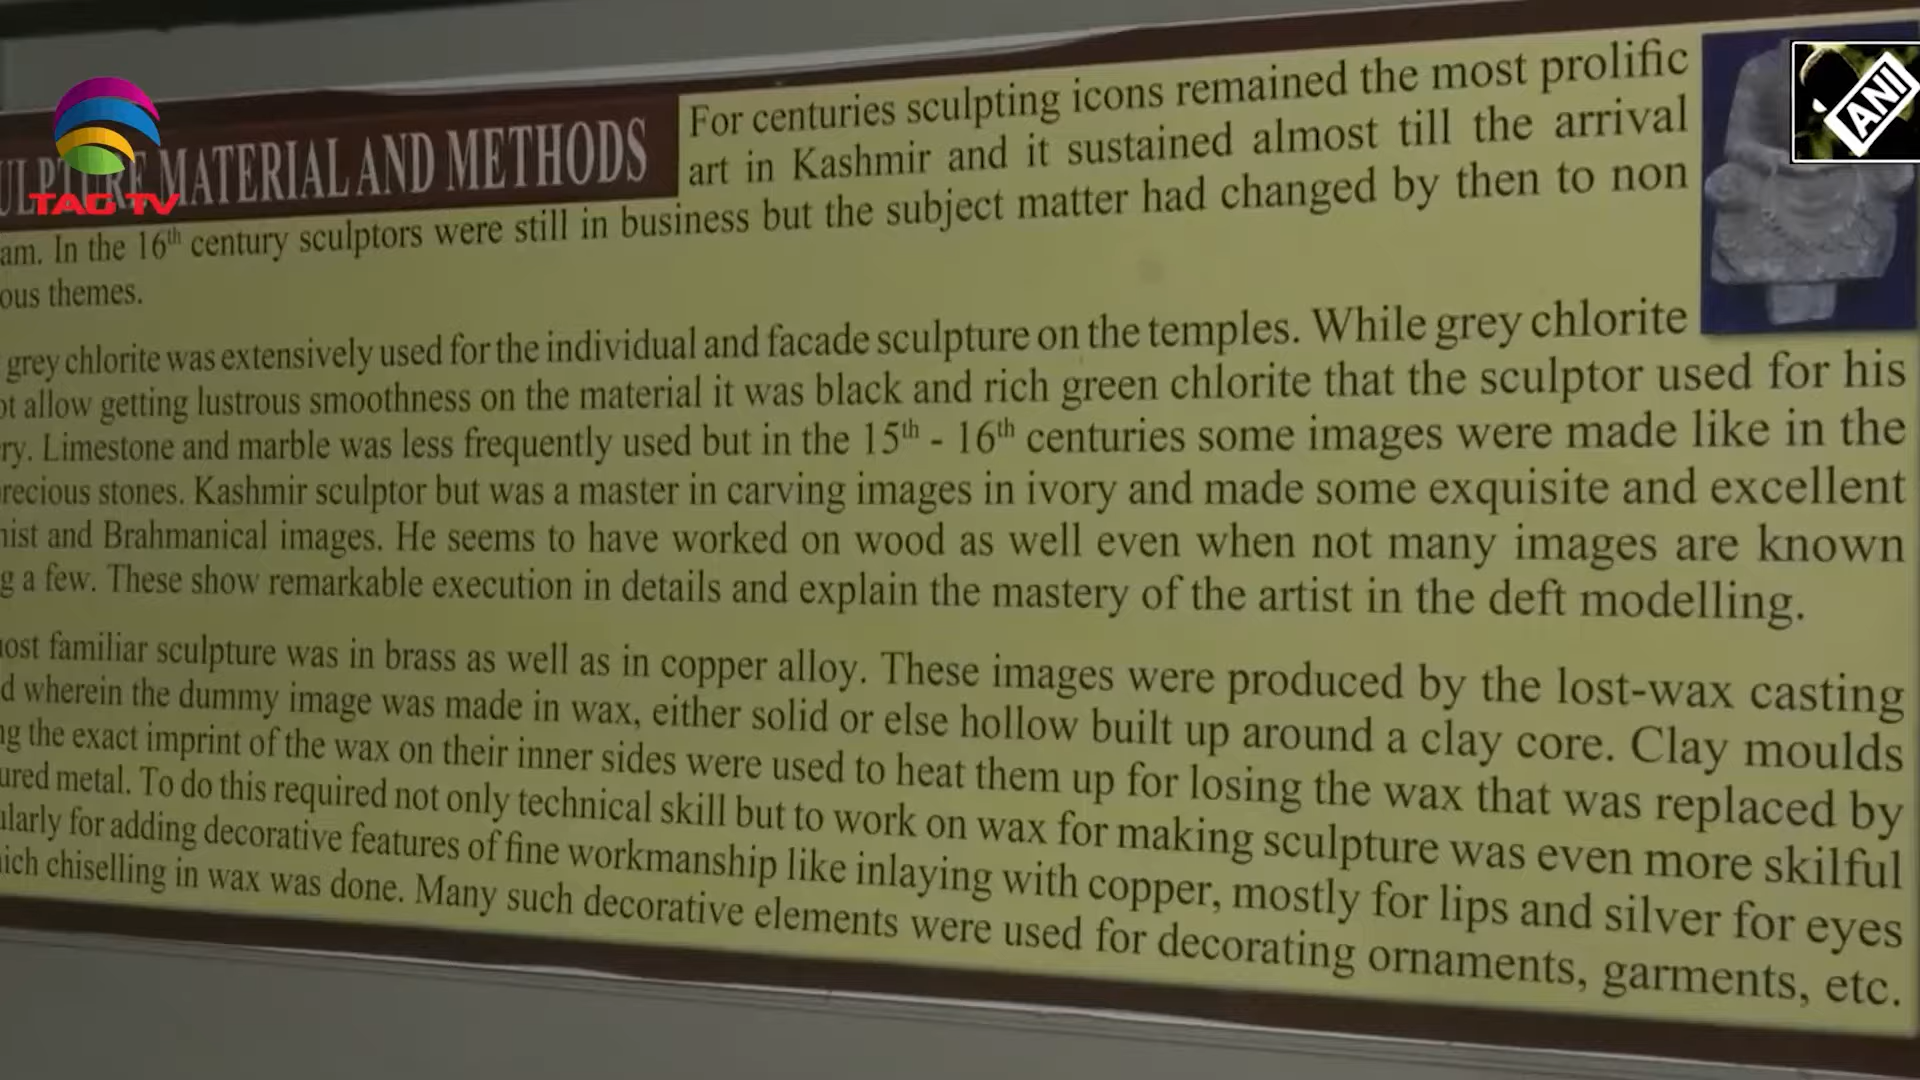 TAG TV
ANI
SCULPTURE MATERIAL AND METHODS
For centuries sculpting icons remained the most prolific
art in Kashmir and it sustained almost till the arrival
am. In the 16th century sculptors were still in business but the subject matter had changed by then to non
ous themes.
grey chlorite was extensively used for the individual and facade sculpture on the temples. While grey chlorite
ot allow getting lustrous smoothness on the material it was black and rich green chlorite that the sculptor used for his
ry. Limestone and marble was less frequently used but in the 15th - 16th centuries some images were made like in the
recious stones. Kashmir sculptor but was a master in carving images in ivory and made some exquisite and excellent
hist and Brahmanical images. He seems to have worked on wood as well even when not many images are known
g a few. These show remarkable execution in details and explain the mastery of the artist in the deft modelling.
ost familiar sculpture was in brass as well as in copper alloy. These images were produced by the lost-wax casting
d wherein the dummy image was made in wax, either solid or else hollow built up around a clay core. Clay moulds
ng the exact imprint of the wax on their inner sides were used to heat them up for losing the wax that was replaced by
ured metal. To do this required not only technical skill but to work on wax for making sculpture was even more skilful
ularly for adding decorative features of fine workmanship like inlaying with copper, mostly for lips and silver for eyes
hich chiselling in wax was done. Many such decorative elements were used for decorating ornaments, garments, etc.